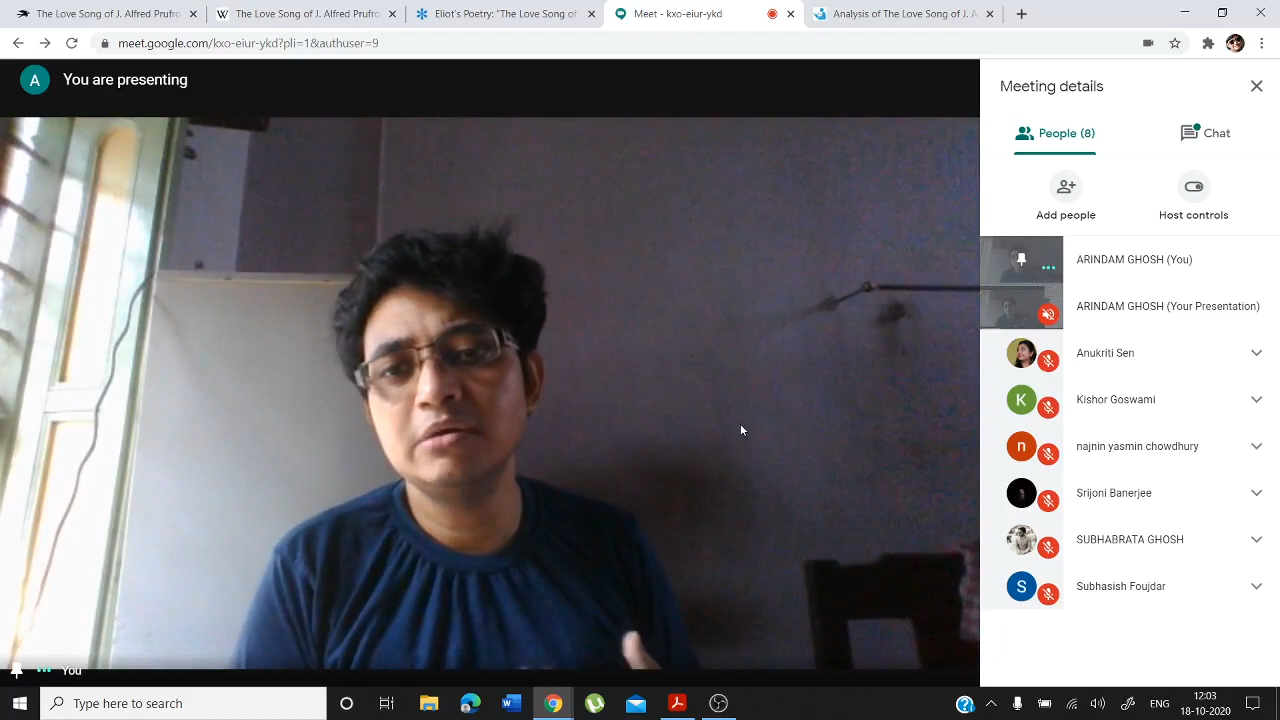 The Love Song of J. Alfred Prufro
The Love Song of J. Alfred Prufro
Eliot's Poetry: "The Love Song of
Meet - kxo-eiur-ykd
Analysis of The Love Song of J. A
meet.google.com/kxo-eiur-ykd?pli=1&authuser=9
A
You are presenting
Meeting details
People (8)
Chat
Add people
Host controls
ARINDAM GHOSH (You)
ARINDAM GHOSH (Your Presentation)
Anukriti Sen
K
Kishor Goswami
n
najnin yasmin chowdhury
Srijoni Banerjee
SUBHABRATA GHOSH
S
Subhasish Foujdar
You
Type here to search
ENG
12:03
18-10-2020